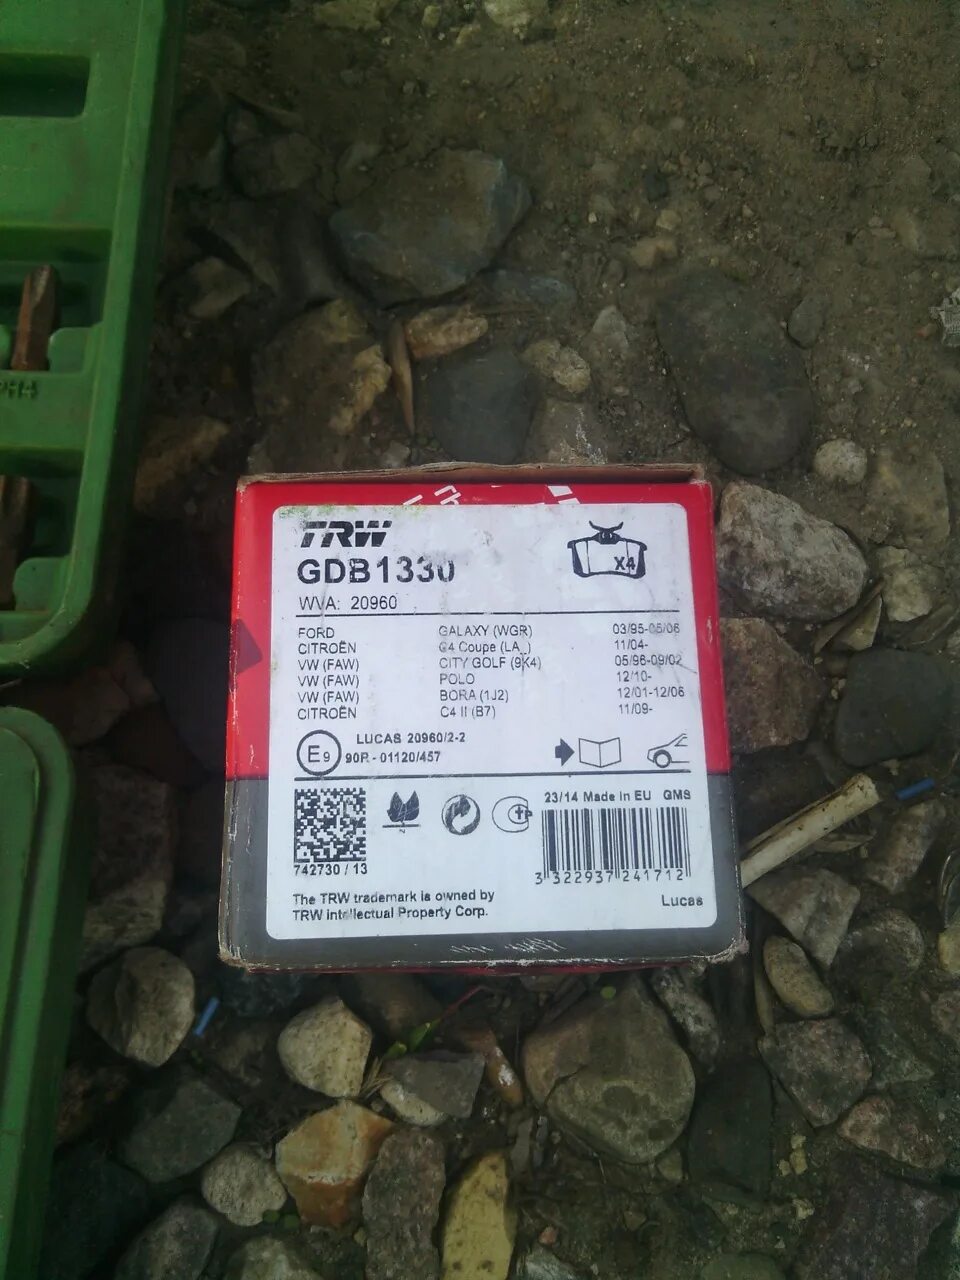 PH4
TRW
GDB1330
X4
WVA: 20960
FORD GALAXY (WGR) 03/95-05/06
CITROËN C4 Coupe (LA_) 11/04-
VW (FAW) CITY GOLF (9K4) 05/96-09/02
VW (FAW) POLO 12/10-
VW (FAW) BORA (1J2) 12/01-12/06
CITROËN C4 II (B7) 11/09-
E9
LUCAS 20960/2-2
90R - 01120/457
23/14 Made in EU GMS
742730 / 13
3 322937 241712
The TRW trademark is owned by
TRW intellectual Property Corp.
Lucas